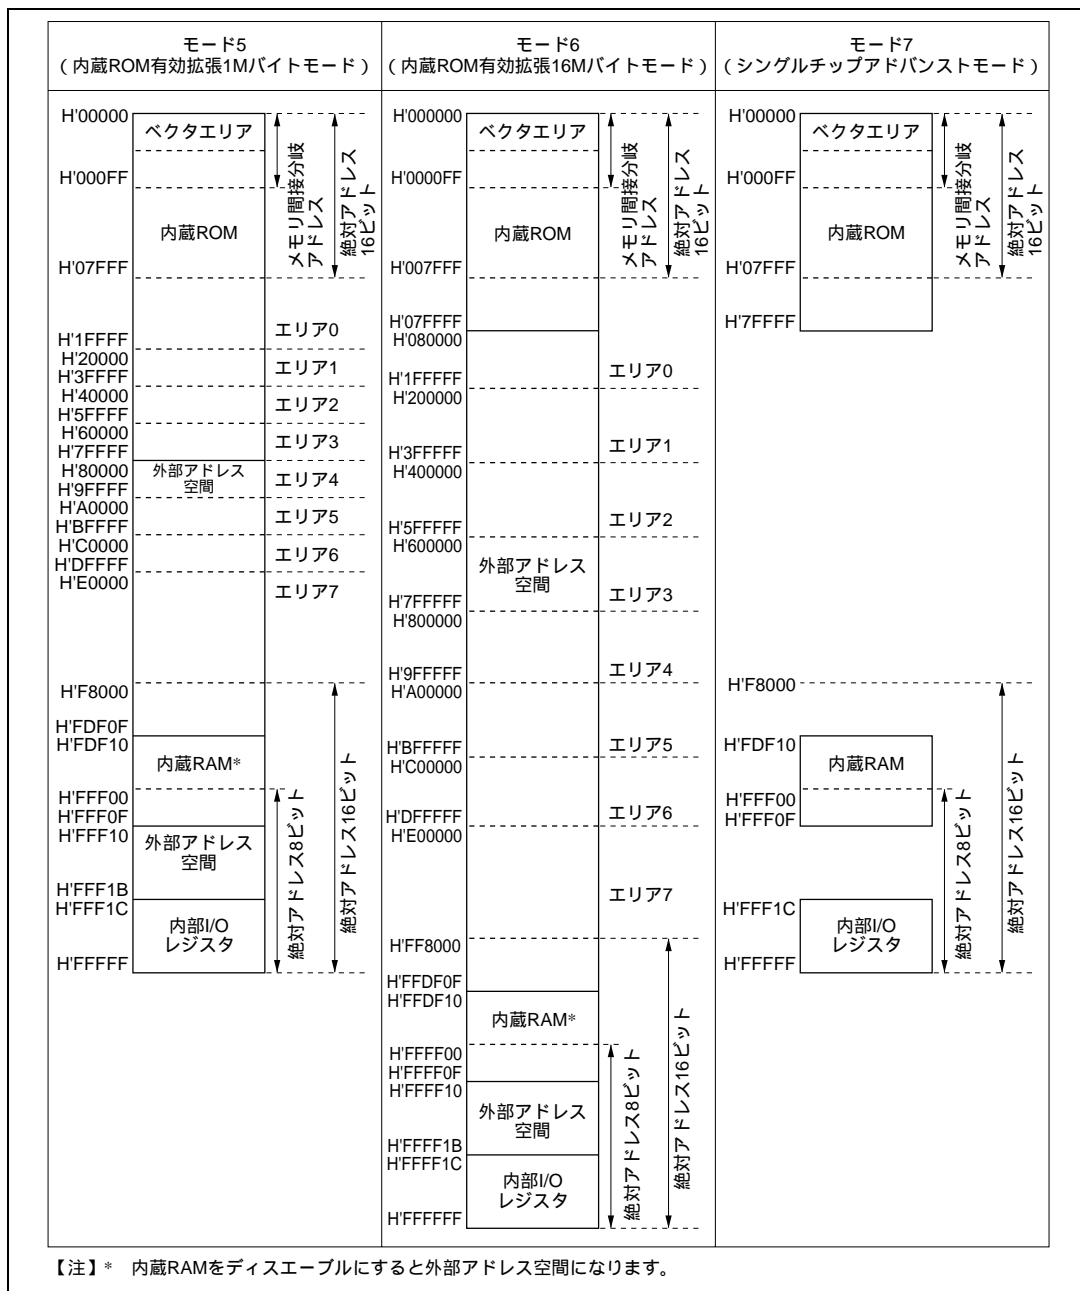 モード5
(内蔵ROM有効拡張1Mバイトモード)
H'00000
ベクタエリア
H'000FF
内蔵ROM
H'07FFF
メモリ間接分岐
アドレス
絶対アドレス
16ビット
H'1FFFF
エリア0
H'20000
H'3FFFF
エリア1
H'40000
H'5FFFF
エリア2
H'60000
H'7FFFF
エリア3
H'80000
H'9FFFF
外部アドレス
空間
エリア4
H'A0000
H'BFFFF
エリア5
H'C0000
H'DFFFF
エリア6
H'E0000
エリア7
H'F8000
H'FDF0F
H'FDF10
内蔵RAM*
H'FFF00
H'FFF0F
H'FFF10
外部アドレス
空間
H'FFF1B
H'FFF1C
内部I/O
レジスタ
H'FFFFF
絶対アドレス8ビット
絶対アドレス16ビット
モード6
(内蔵ROM有効拡張16Mバイトモード)
H'000000
ベクタエリア
H'0000FF
内蔵ROM
H'007FFF
メモリ間接分岐
アドレス
絶対アドレス
16ビット
H'07FFFF
H'080000
エリア0
H'1FFFFF
H'200000
エリア1
H'3FFFFF
H'400000
エリア2
H'5FFFFF
H'600000
外部アドレス
空間
エリア3
H'7FFFFF
H'800000
エリア4
H'9FFFFF
H'A00000
エリア5
H'BFFFFF
H'C00000
エリア6
H'DFFFFF
H'E00000
エリア7
H'FF8000
H'FFDF0F
H'FFDF10
内蔵RAM*
H'FFFF00
H'FFFF0F
H'FFFF10
外部アドレス
空間
H'FFFF1B
H'FFFF1C
内部I/O
レジスタ
H'FFFFFF
絶対アドレス8ビット
絶対アドレス16ビット
モード7
(シングルチップアドバンストモード)
H'00000
ベクタエリア
H'000FF
内蔵ROM
H'07FFF
メモリ間接分岐
アドレス
絶対アドレス
16ビット
H'7FFFF
H'F8000
H'FDF10
内蔵RAM
H'FFF00
H'FFF0F
H'FFF1C
内部I/O
レジスタ
H'FFFFF
絶対アドレス8ビット
絶対アドレス16ビット
【注】* 内蔵RAMをディスエーブルにすると外部アドレス空間になります。